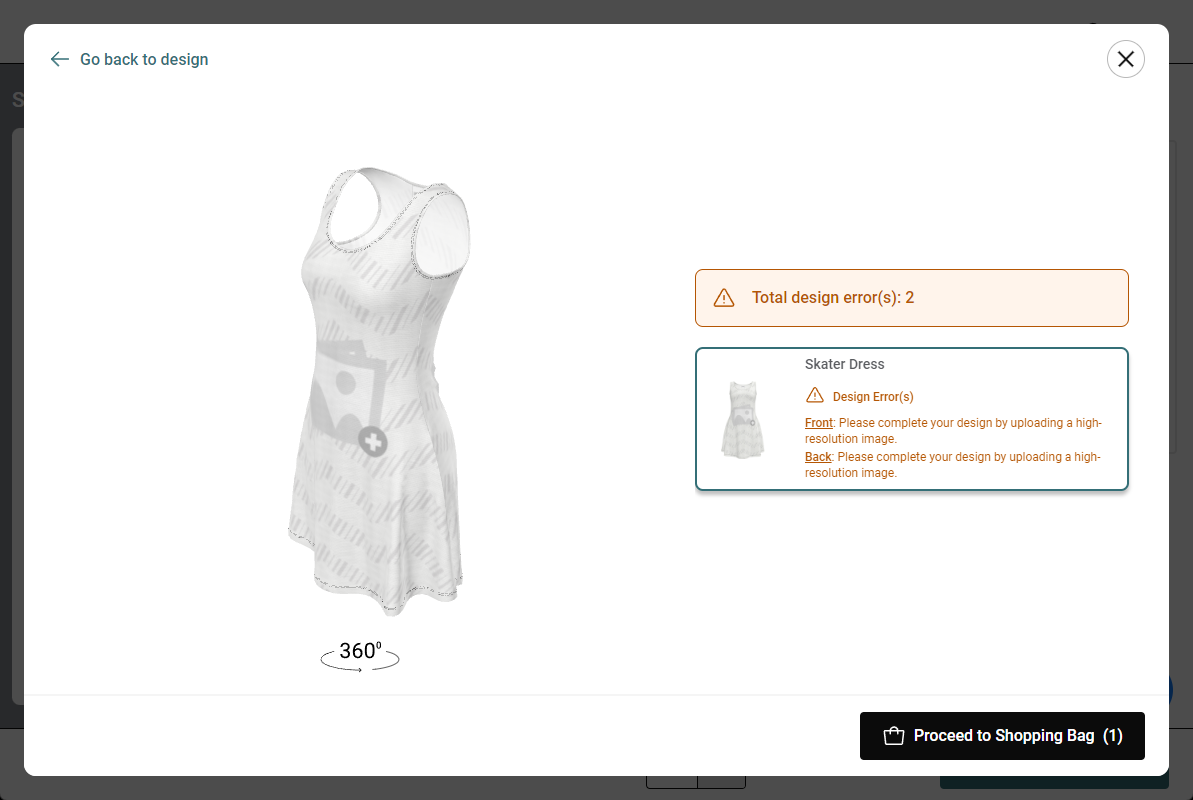 Go back to design
Total design error(s): 2
Skater Dress
Design Error(s)
Front: Please complete your design by uploading a high-
resolution image.
Back: Please complete your design by uploading a high-
resolution image.
360⁰
Proceed to Shopping Bag (1)